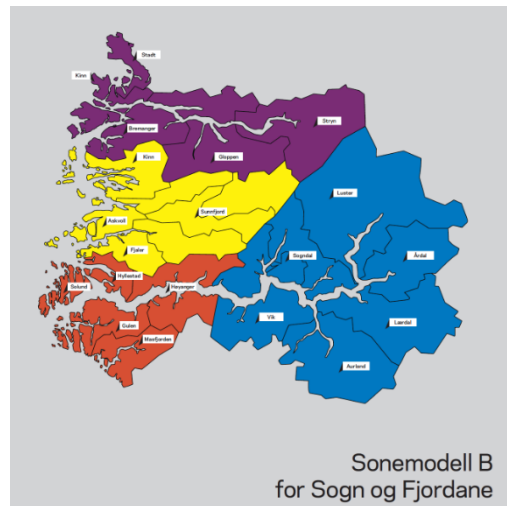 Stadt
Kinn
Stryn
Bremanger
Kinn
Gloppen
Luster
Sunnfjord
Askvoll
Fjaler
Sogndal
Årdal
Hyllestad
Solund
Høyanger
Vik
Lærdal
Gulen
Masfjorden
Aurland
Sonemodell B
for Sogn og Fjordane